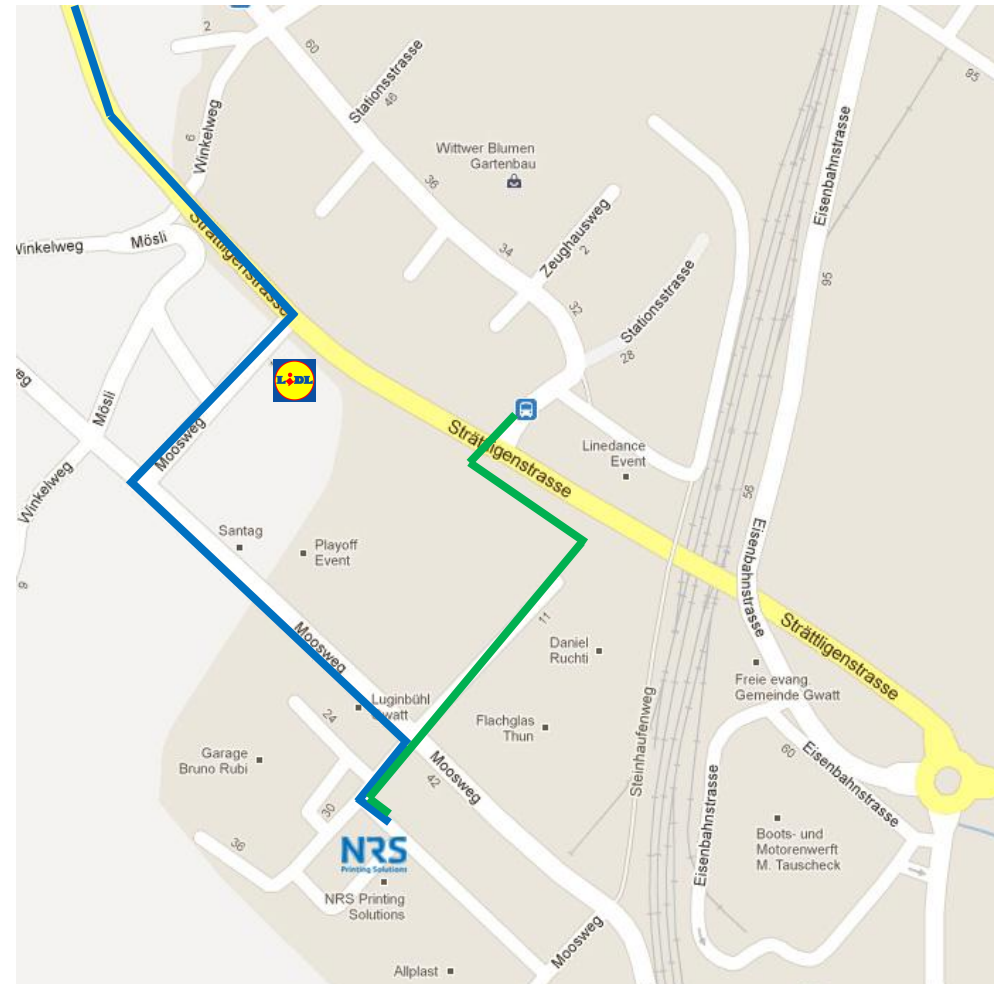 2
60
Stationsstrasse
46
95
Winkelweg
6
Wittwer Blumen
Gartenbau
36
Eisenbahnstrasse
Mösli
Winkelweg
Strättligenstrasse
34
Zeughausweg
2
95
32
Stationsstrasse
28
LiDL
Mösli
Moosweg
Strättligenstrasse
Linedance
Event
Winkelweg
56
Santag
Playoff
Event
Eisenbahnstrasse
9
11
Strättligenstrasse
Moosweg
Daniel
Ruchti
Freie evang.
Gemeinde Gwatt
Luginbühl
Gwatt
24
Flachglas
Thun
Steinhaufenweg
60
Eisenbahnstrasse
Garage
Bruno Rubi
42
Moosweg
30
36
Eisenbahnstrasse
Boots- und
Motorenwerft
M. Tauscheck
NRS
Printing Solutions
NRS Printing
Solutions
Moosweg
Allplast